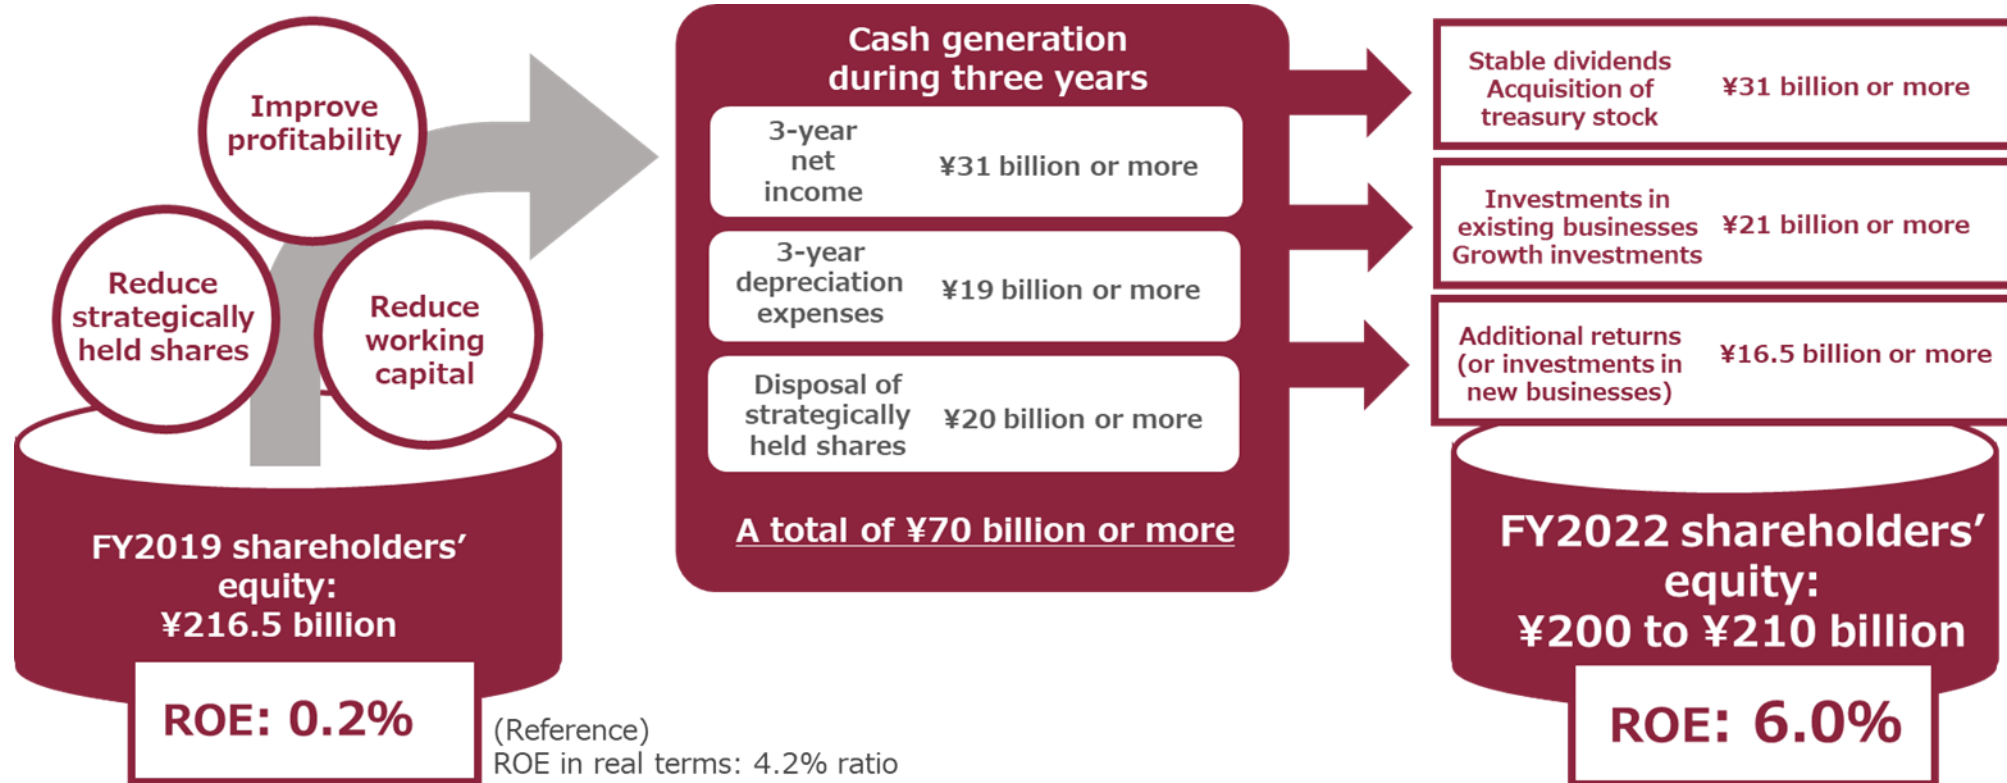 Improve
profitability
Reduce
strategically
held shares
Reduce
working
capital
FY2019 shareholders’
equity:
¥216.5 billion
ROE: 0.2%
(Reference)
ROE in real terms: 4.2% ratio
Cash generation
during three years
3-year
net
income
¥31 billion or more
3-year
depreciation
expenses
¥19 billion or more
Disposal of
strategically
held shares
¥20 billion or more
A total of ¥70 billion or more
Stable dividends
Acquisition of
treasury stock
¥31 billion or more
Investments in
existing businesses
Growth investments
¥21 billion or more
Additional returns
(or investments in
new businesses)
¥16.5 billion or more
FY2022 shareholders’
equity:
¥200 to ¥210 billion
ROE: 6.0%